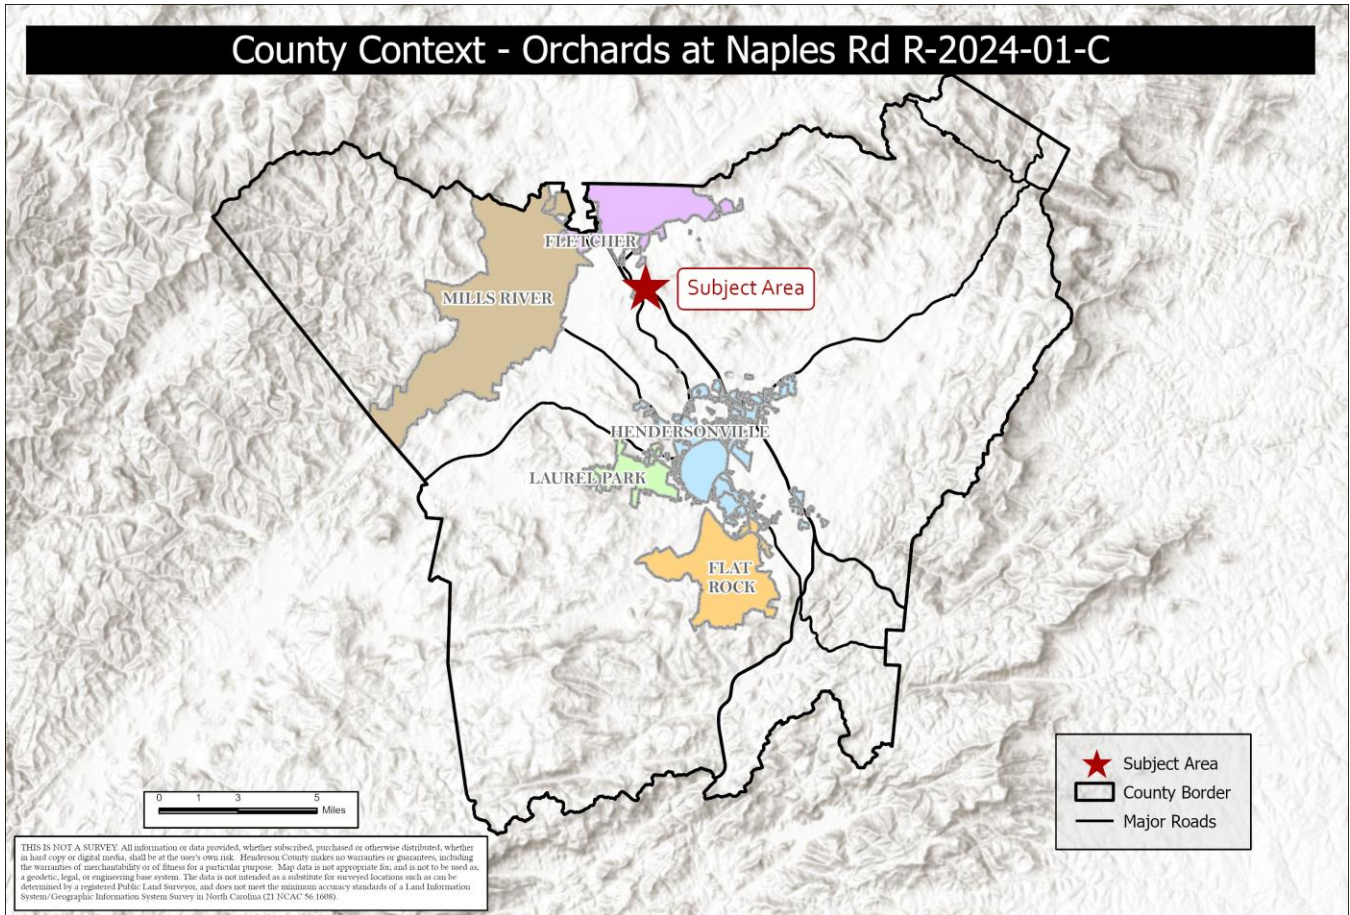 County Context - Orchards at Naples Rd R-2024-01-C
FLETCHER
Subject Area
MILLS RIVER
HENDERSONVILLE
LAUREL PARK
FLAT
ROCK
Subject Area
County Border
Major Roads
0 1 3 5
Miles
THIS IS NOT A SURVEY. All information or data provided, whether subscribed, purchased or otherwise distributed, whether
in hard copy or digital media, shall be at the user's own risk. Henderson County makes no warranties or guarantees, including
the warranties of merchantability or of fitness for a particular purpose. Map data is not appropriate for, and is not to be used as,
a geodetic, legal, or engineering base system. The data is not intended as a substitute for surveyed locations such as can be
determined by a registered Public Land Surveyor, and does not meet the minimum accuracy standards of a Land Information
System/Geographic Information System Survey in North Carolina (21 NCAC 56.1608).